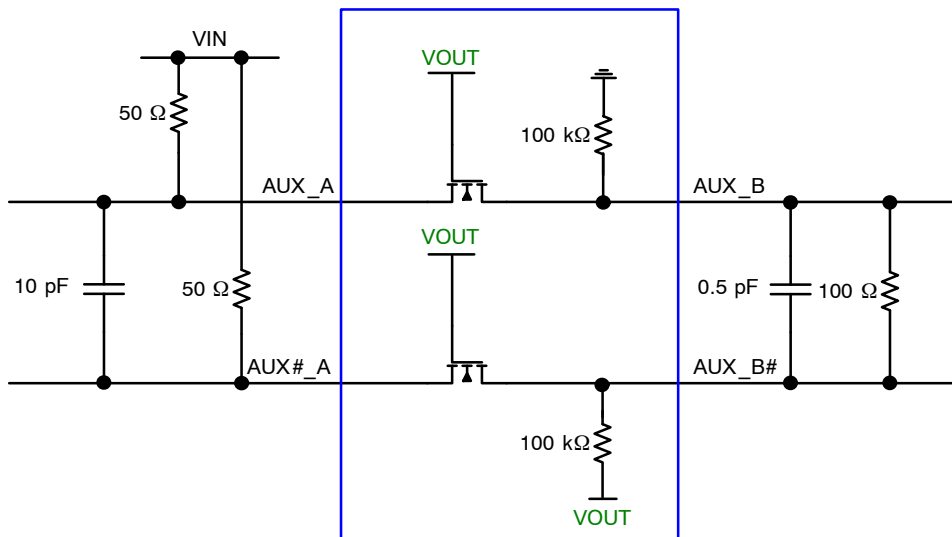 VIN
VOUT
50 Ω
100 kΩ
AUX_A
AUX_B
VOUT
10 pF
50 Ω
0.5 pF
100 Ω
AUX#_A
AUX_B#
100 kΩ
VOUT